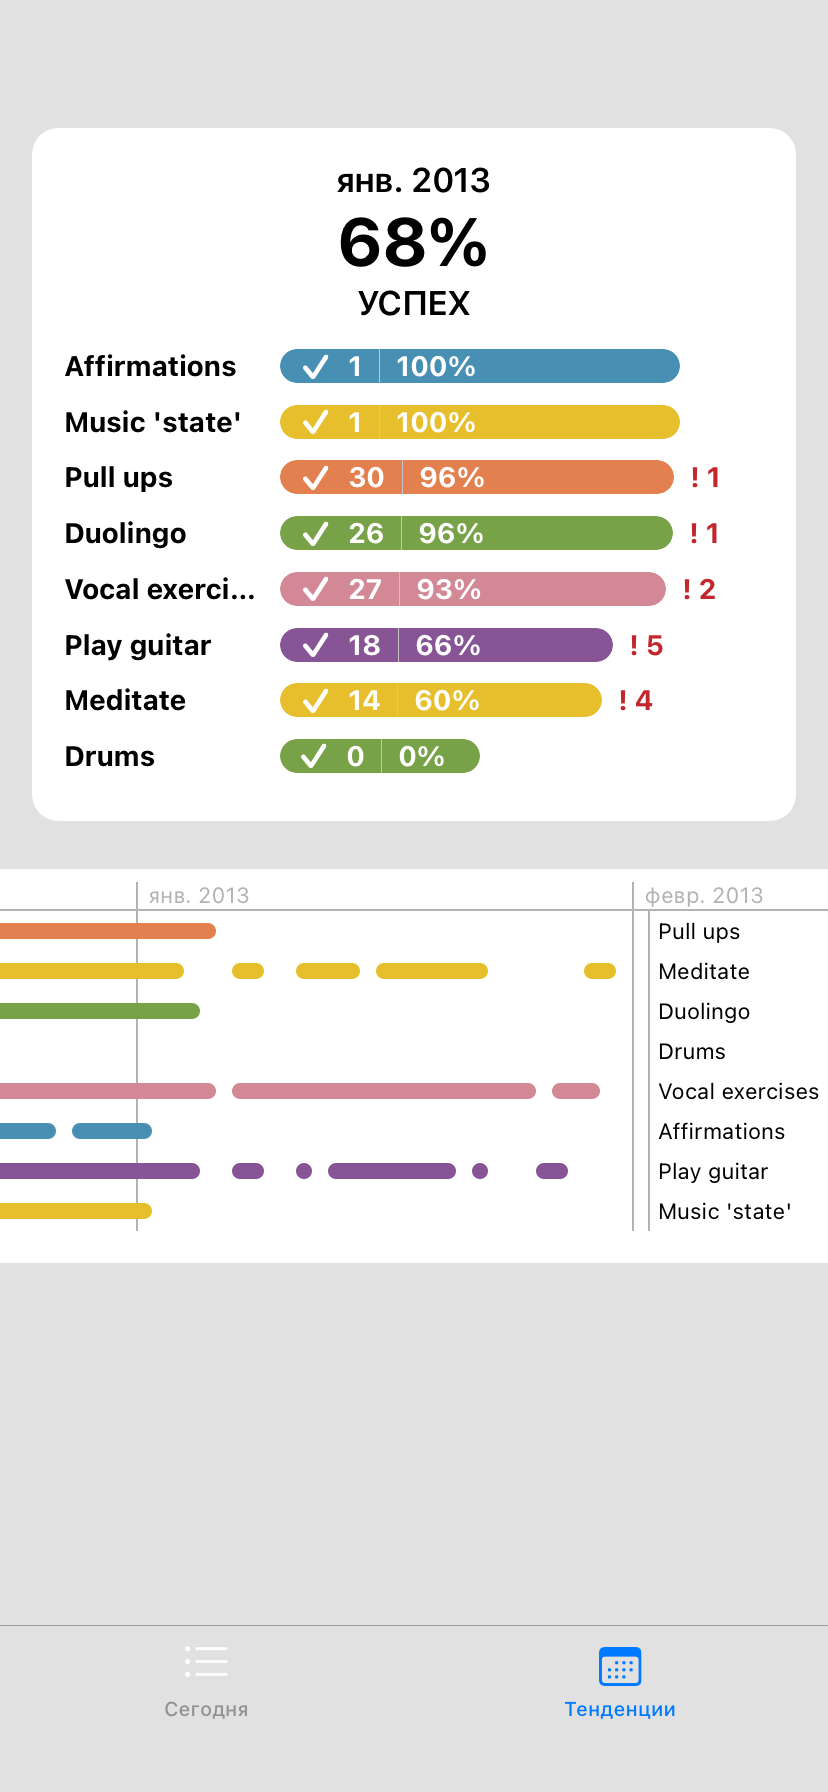 янв. 2013
68%
УСПЕХ
Affirmations 1 100%
Music 'state' 1 100%
Pull ups 30 96% ! 1
Duolingo 26 96% ! 1
Vocal exerci... 27 93% ! 2
Play guitar 18 66% ! 5
Meditate 14 60% ! 4
Drums 0 0%
янв. 2013 февр. 2013
Pull ups
Meditate
Duolingo
Drums
Vocal exercises
Affirmations
Play guitar
Music 'state'
Сегодня Тенденции